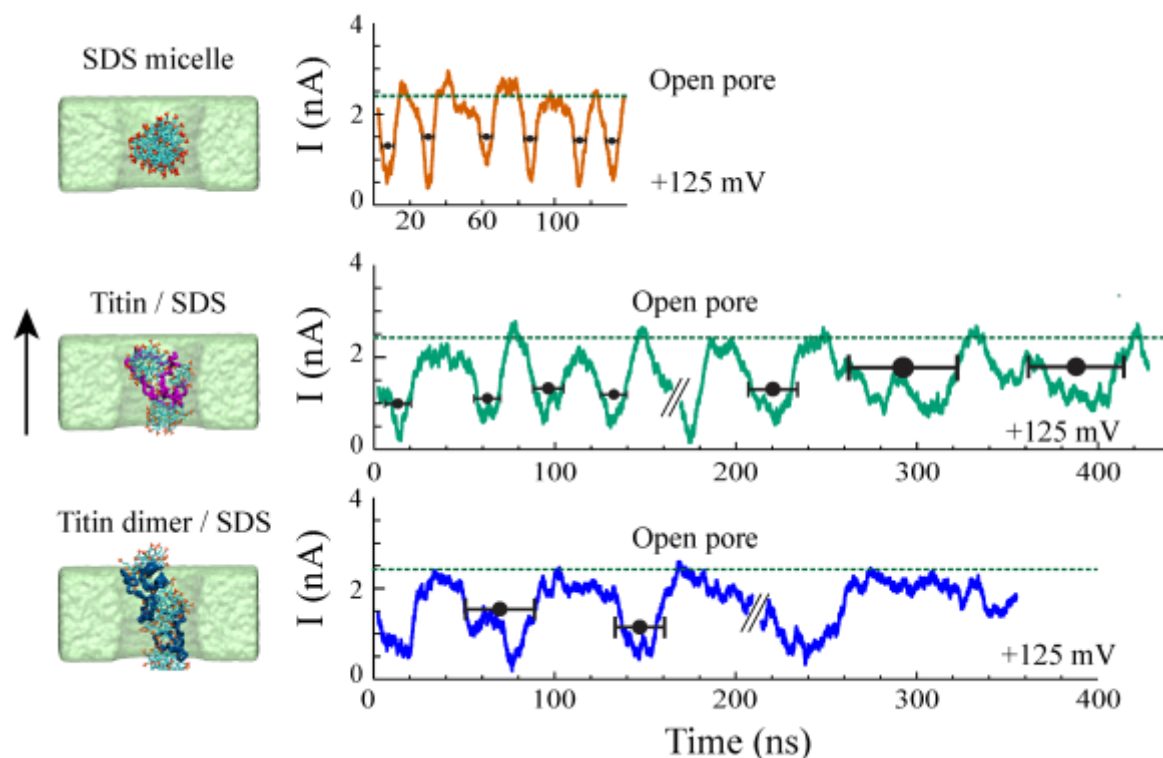 SDS micelle
I (nA)
4
2
0
Open pore
+125 mV
20 60 100
Titin / SDS
I (nA)
4
2
0
Open pore
+125 mV
0 100 200 300 400
Titin dimer / SDS
I (nA)
4
2
0
Open pore
+125 mV
0 100 200 300 400
Time (ns)